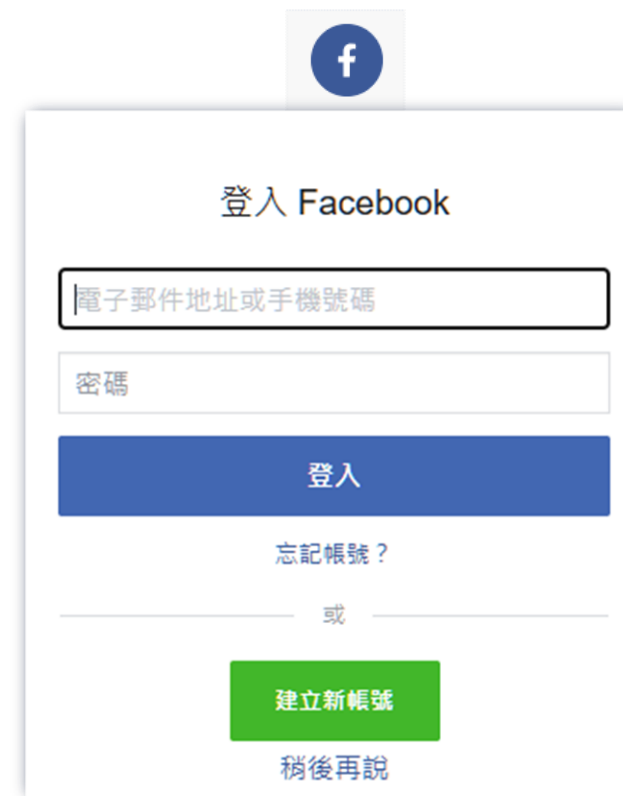 登入 Facebook
電子郵件地址或手機號碼
密碼
登入
忘記帳號？
或
建立新帳號
稍後再說